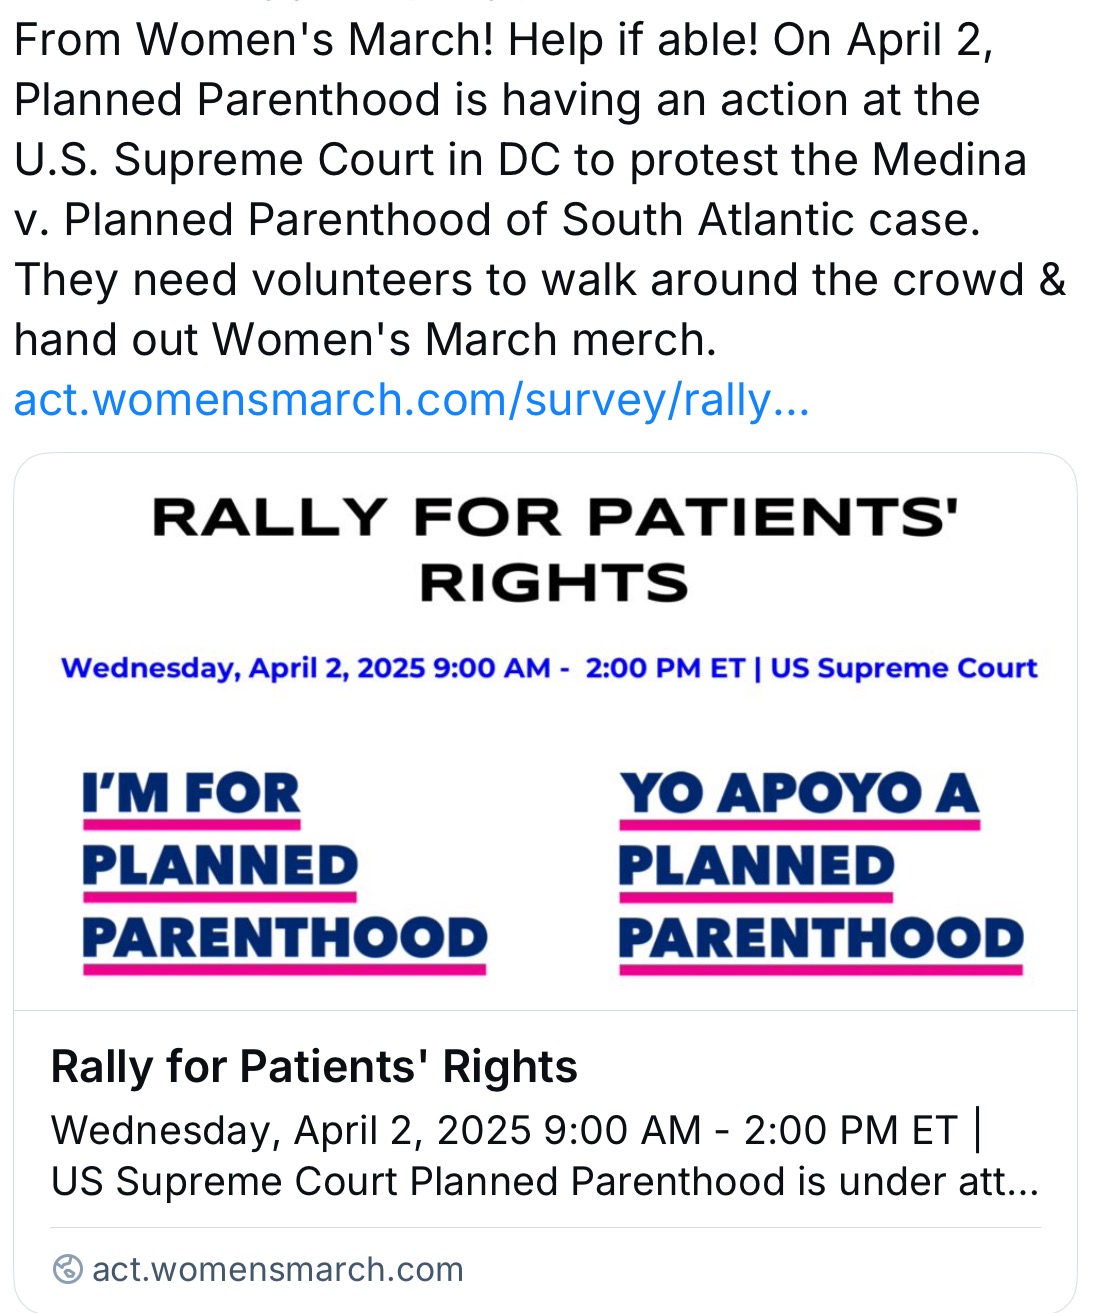 From Women's March! Help if able! On April 2,
Planned Parenthood is having an action at the
U.S. Supreme Court in DC to protest the Medina
v. Planned Parenthood of South Atlantic case.
They need volunteers to walk around the crowd &
hand out Women's March merch.
act.womensmarch.com/survey/rally...
RALLY FOR PATIENTS'
RIGHTS
Wednesday, April 2, 2025 9:00 AM - 2:00 PM ET | US Supreme Court
I'M FOR
PLANNED
PARENTHOOD
YO APOYO A
PLANNED
PARENTHOOD
Rally for Patients' Rights
Wednesday, April 2, 2025 9:00 AM - 2:00 PM ET |
US Supreme Court Planned Parenthood is under att...
act.womensmarch.com